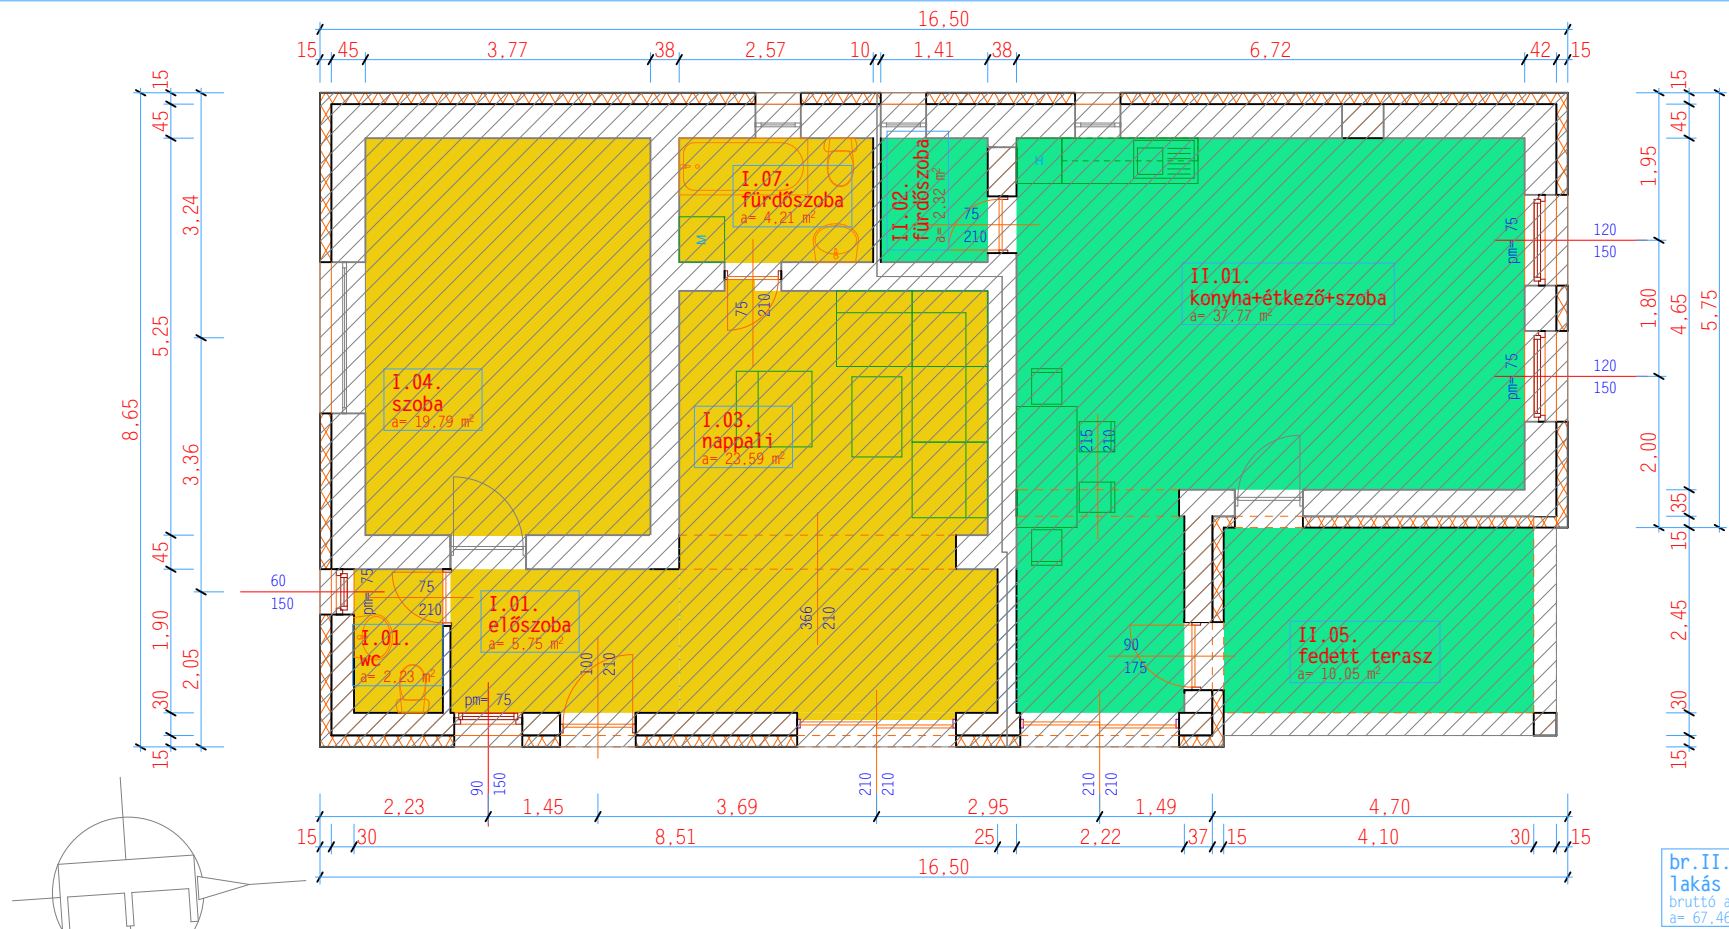 16,50
15 45 3,77 38 2,57 10 1,41 38 6,72 42 15
15
45
3,24
5,25
8,65
3,36
45
1,90
2,05
30
15
15
45
1,95
1,80
4,65
5,75
2,00
35
15
2,45
30
15
I.07.
fürdőszoba
a= 4.21 m²
M
75
210
II.02.
fürdőszoba
a= 2.32 m²
75
210
H
II.01.
konyha+étkező+szoba
a= 37.77 m²
pm= 75
120
150
pm= 75
120
150
I.04.
szoba
a= 19.79 m²
I.03.
nappali
a= 23.59 m²
215
210
60
150
pm= 75
75
210
I.01.
wc
a= 2.23 m²
I.01.
előszoba
a= 5.75 m²
pm= 75
100
210
366
210
90
175
II.05.
fedett terasz
a= 10.05 m²
90
150
210
210
210
210
2,23 1,45 3,69 2,95 1,49 4,70
15 30 8,51 25 2,22 37 15 4,10 30 15
16,50
br.II.
lakás
bruttó a
a= 67.46